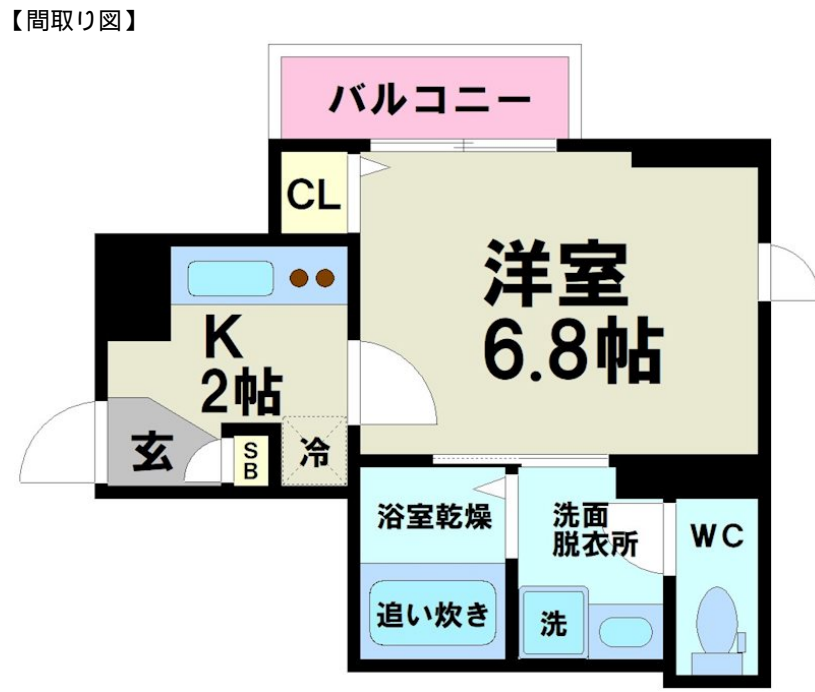 【間取り図】
バルコニー
CL
洋室
6.8帖
K
2帖
玄
SB
冷
浴室乾燥
洗面
脱衣所
WC
追い炊き
洗